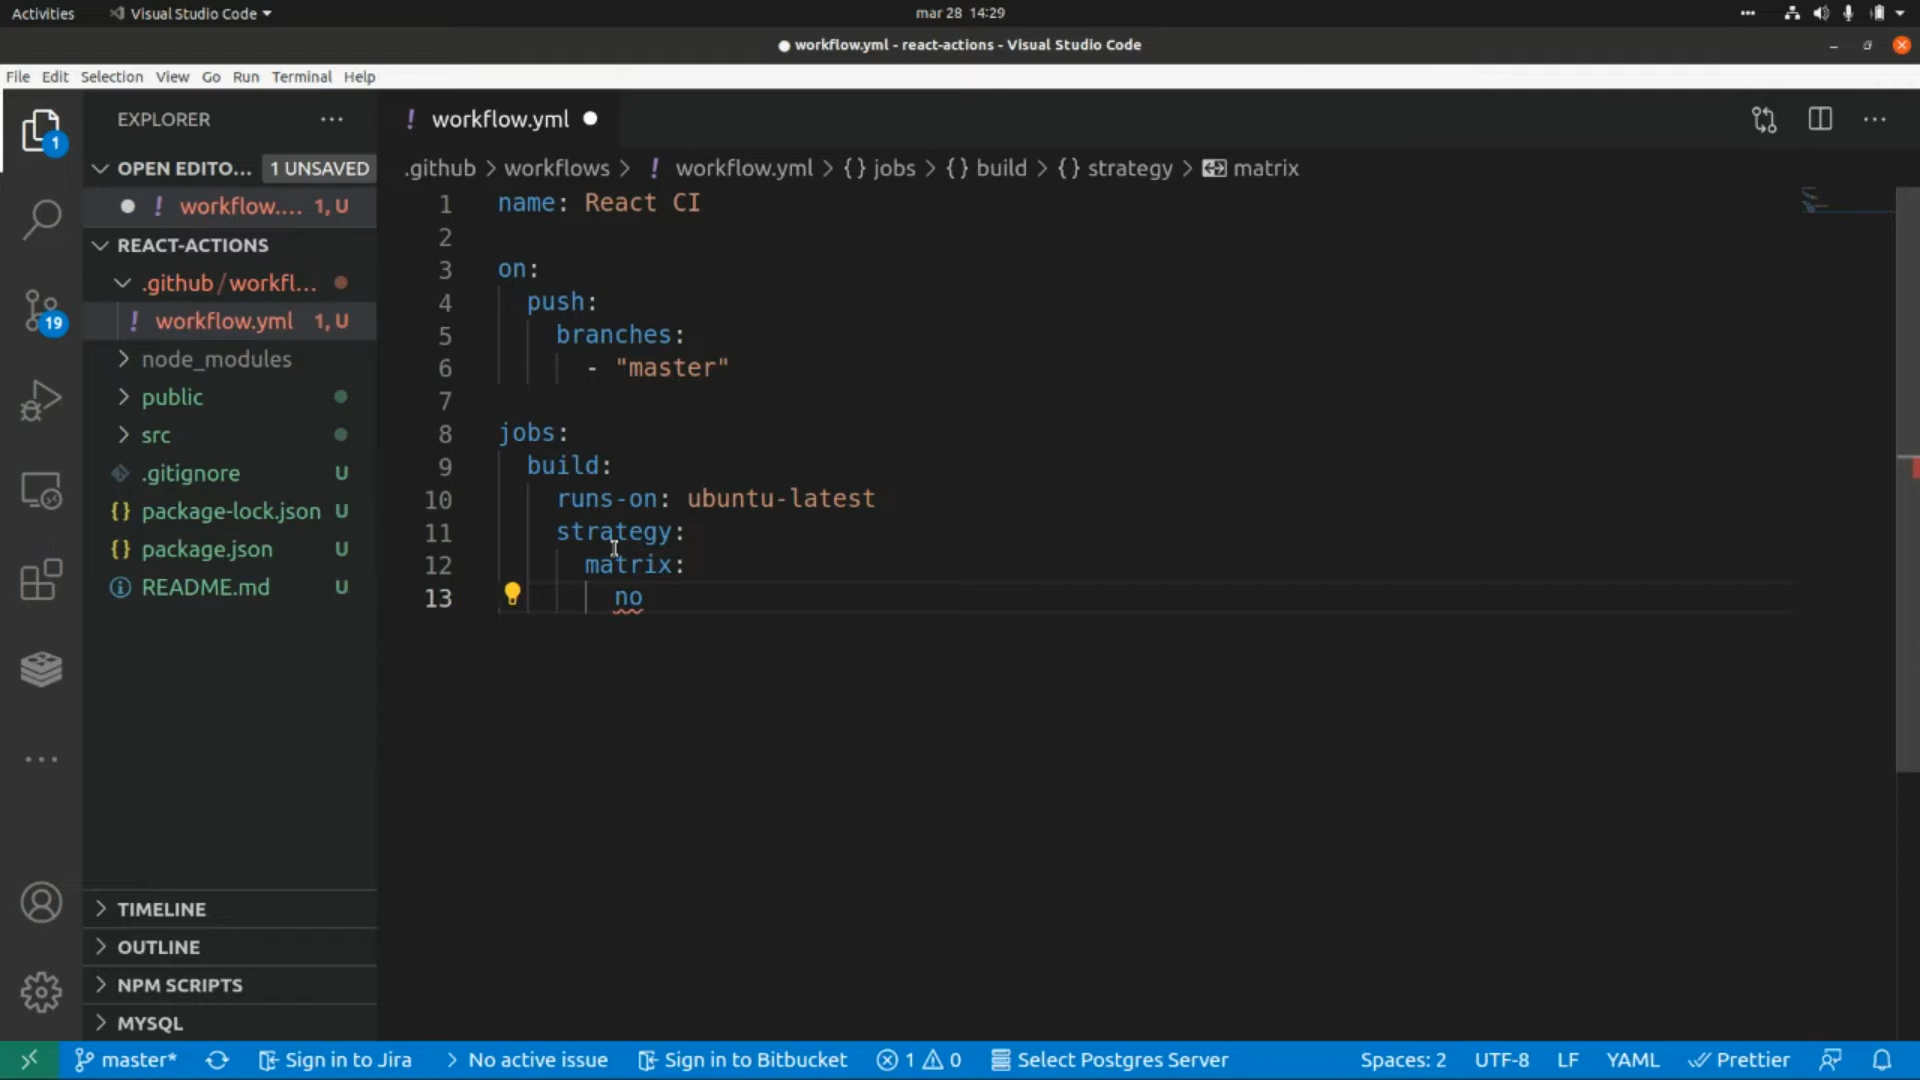 Activities Visual Studio Code mar 28 14:29
workflow.yml - react-actions - Visual Studio Code
File Edit Selection View Go Run Terminal Help
EXPLORER
OPEN EDITO... 1 UNSAVED
workflow.... 1, U
REACT-ACTIONS
.github / workfl...
workflow.yml 1, U
node_modules
public
src
.gitignore U
package-lock.json U
package.json U
README.md U
TIMELINE
OUTLINE
NPM SCRIPTS
MYSQL
1
19
! workflow.yml
.github > workflows > ! workflow.yml > {} jobs > {} build > {} strategy > matrix
1 name: React CI
2
3 on:
4 push:
5 branches:
6 - "master"
7
8 jobs:
9 build:
10 runs-on: ubuntu-latest
11 strategy:
12 matrix:
13 no
master* Sign in to Jira > No active issue Sign in to Bitbucket 1 0 Select Postgres Server Spaces: 2 UTF-8 LF YAML Prettier